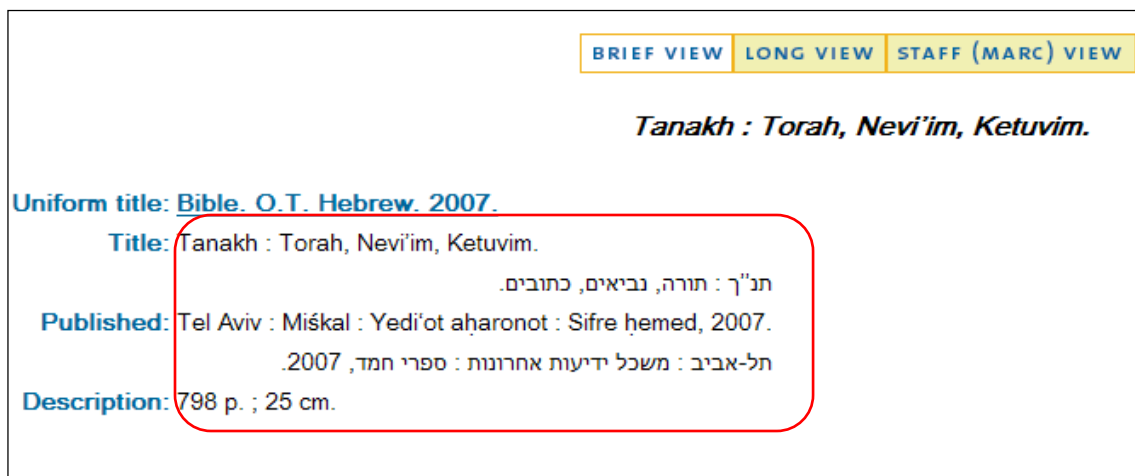 BRIEF VIEW LONG VIEW STAFF (MARC) VIEW
Tanakh : Torah, Nevi'im, Ketuvim.
Uniform title: Bible. O.T. Hebrew. 2007.
Title: Tanakh : Torah, Nevi'im, Ketuvim.
תנ"ך : תורה, נביאים, כתובים.
Published: Tel Aviv : Miśkal : Yedi‘ot aḥaronot : Sifre ḥemed, 2007.
תל-אביב : משכל ידיעות אחרונות : ספרי חמד, 2007.
Description: 798 p. ; 25 cm.